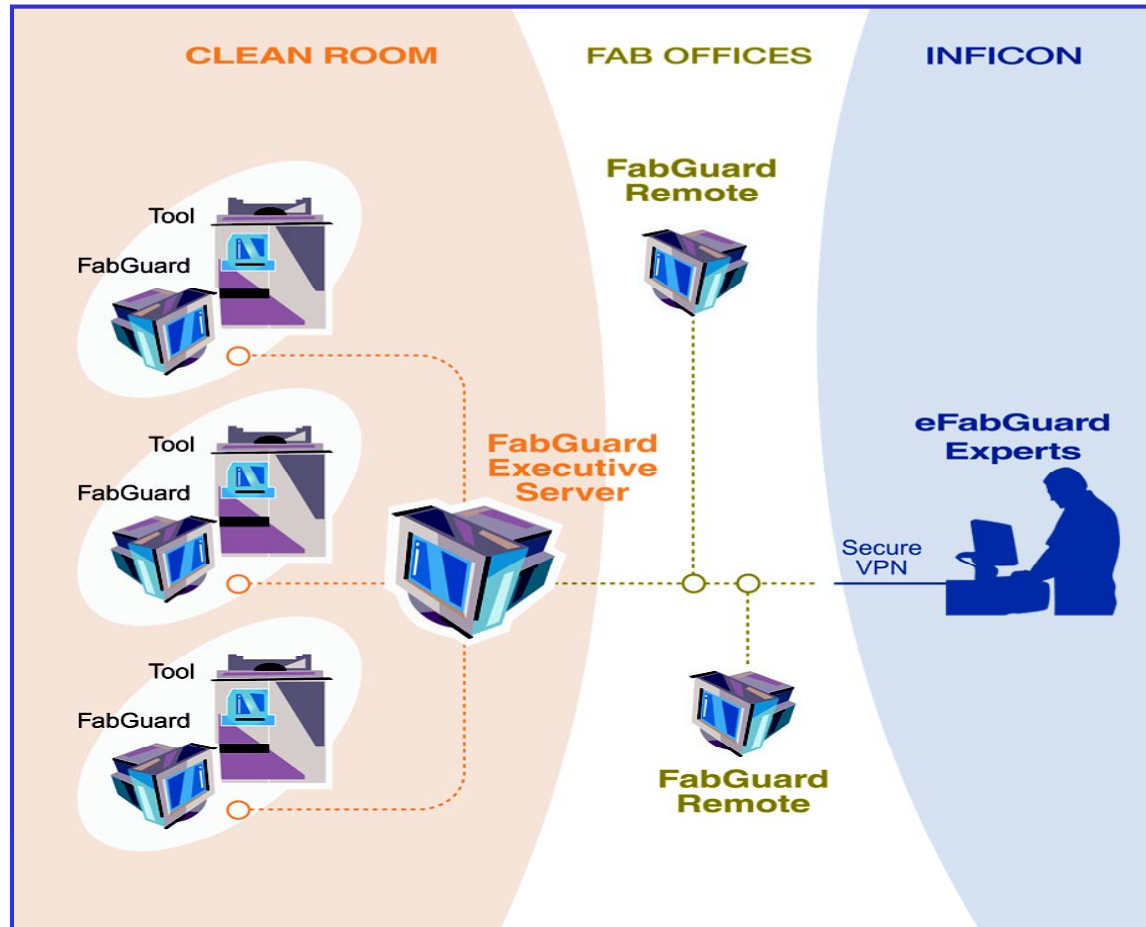 CLEAN ROOM
FAB OFFICES
INFICON
FabGuard
Remote
Tool
FabGuard
Tool
FabGuard
FabGuard
Executive
Server
eFabGuard
Experts
Secure
VPN
Tool
FabGuard
FabGuard
Remote